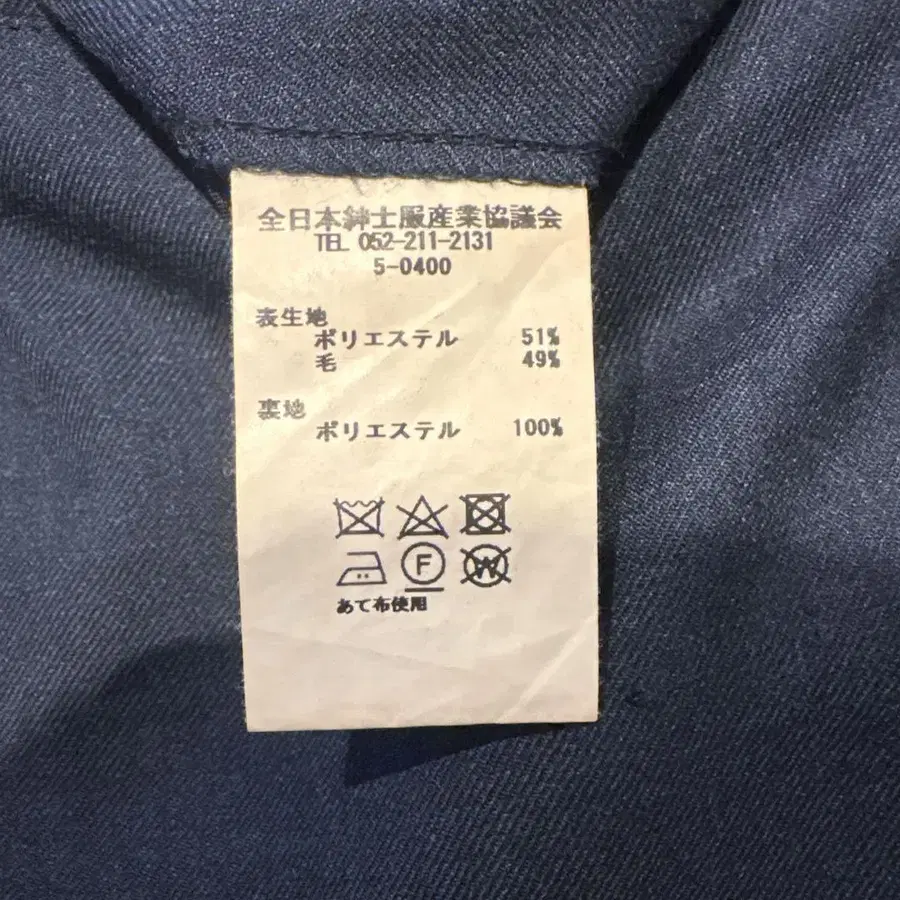 全日本紳士服産業協議会
TEL 052-211-2131
5-0400
表生地
ポリエステル 51%
毛 49%
裏地
ポリエステル 100%
F W
あて布使用